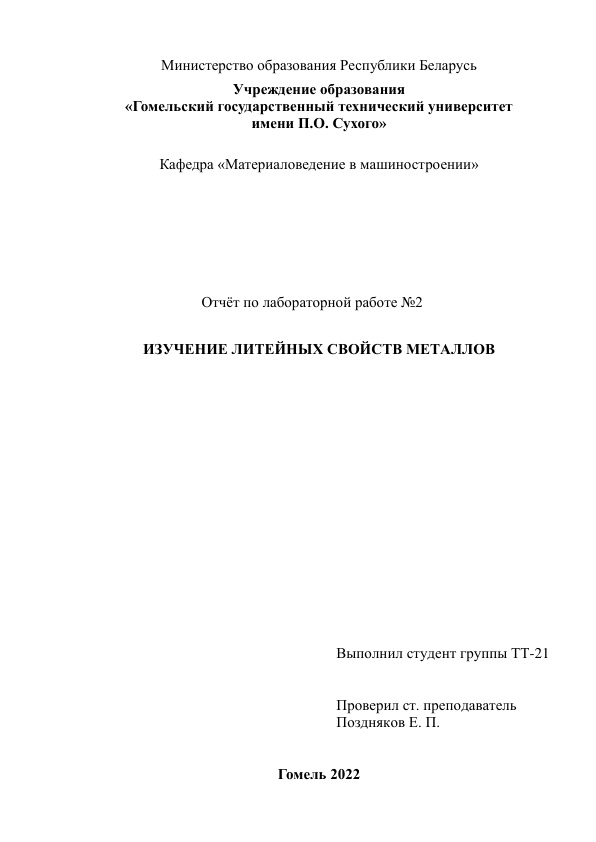 Министерство образования Республики Беларусь
Учреждение образования
«Гомельский государственный технический университет
имени П.О. Сухого»
Кафедра «Материаловедение в машиностроении»
Отчёт по лабораторной работе №2
ИЗУЧЕНИЕ ЛИТЕЙНЫХ СВОЙСТВ МЕТАЛЛОВ
Выполнил студент группы ТТ-21
Проверил ст. преподаватель
Поздняков Е. П.
Гомель 2022